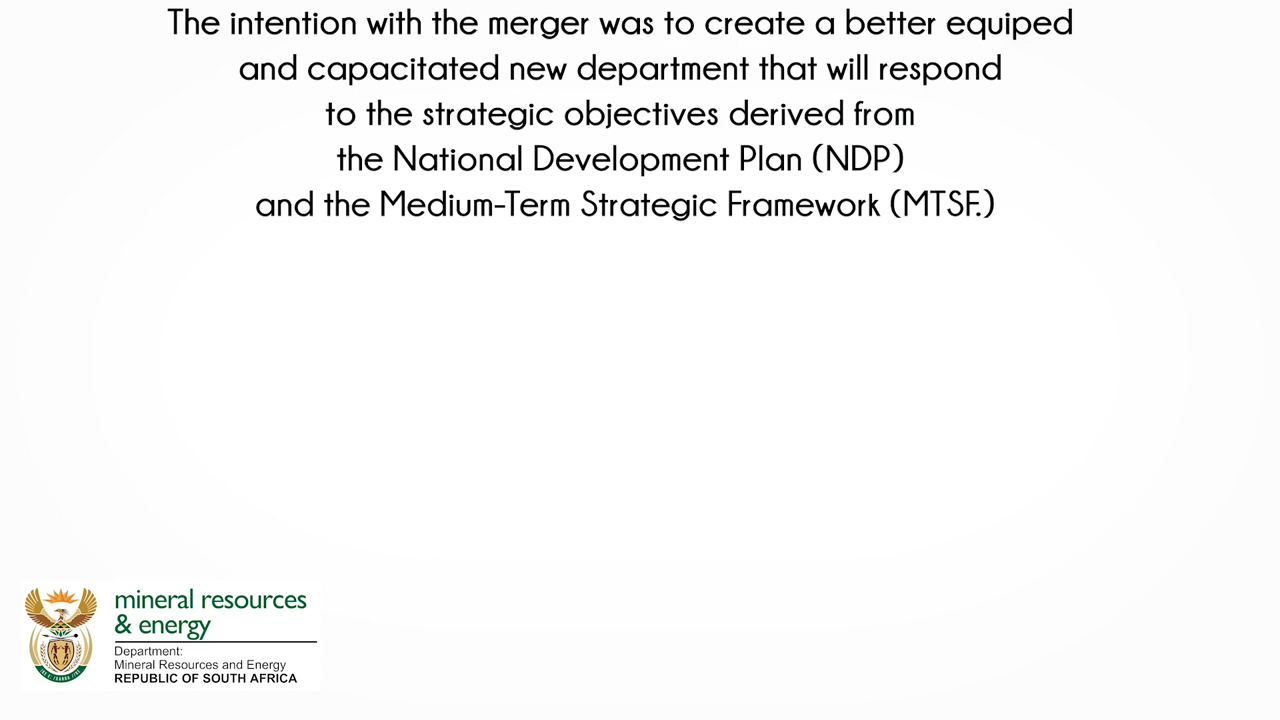 The intention with the merger was to create a better equiped
and capacitated new department that will respond
to the strategic objectives derived from
the National Development Plan (NDP)
and the Medium-Term Strategic Framework (MTSF.)
mineral resources
& energy
Department:
Mineral Resources and Energy
REPUBLIC OF SOUTH AFRICA